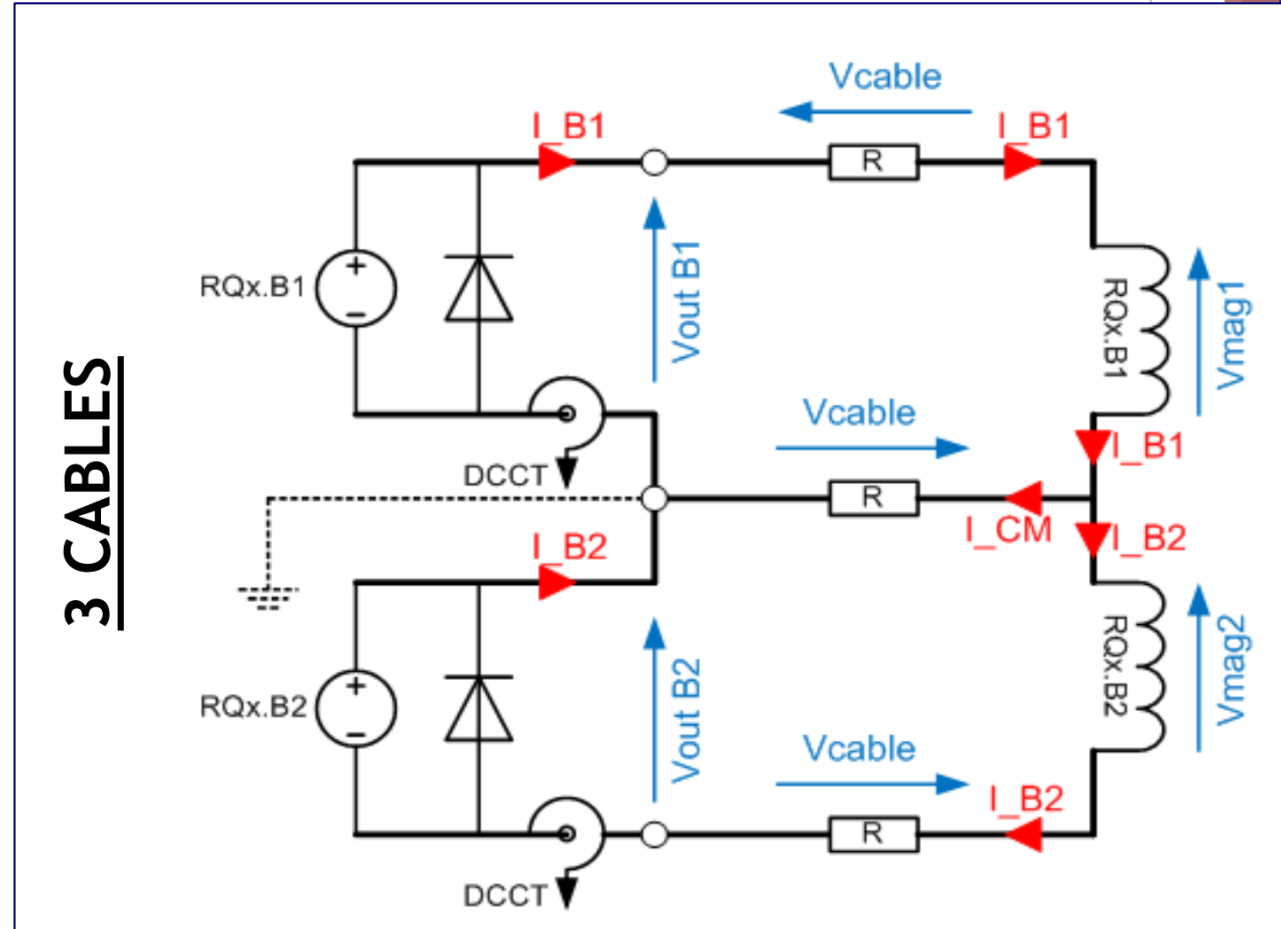 3 CABLES
Vcable
I_B1
I_B1
R
RQx.B1
+
−
Vout B1
RQx.B1
Vmag1
DCCT
Vcable
I_B1
R
I_CM
I_B2
I_B2
RQx.B2
+
−
Vout B2
RQx.B2
Vmag2
Vcable
I_B2
R
DCCT